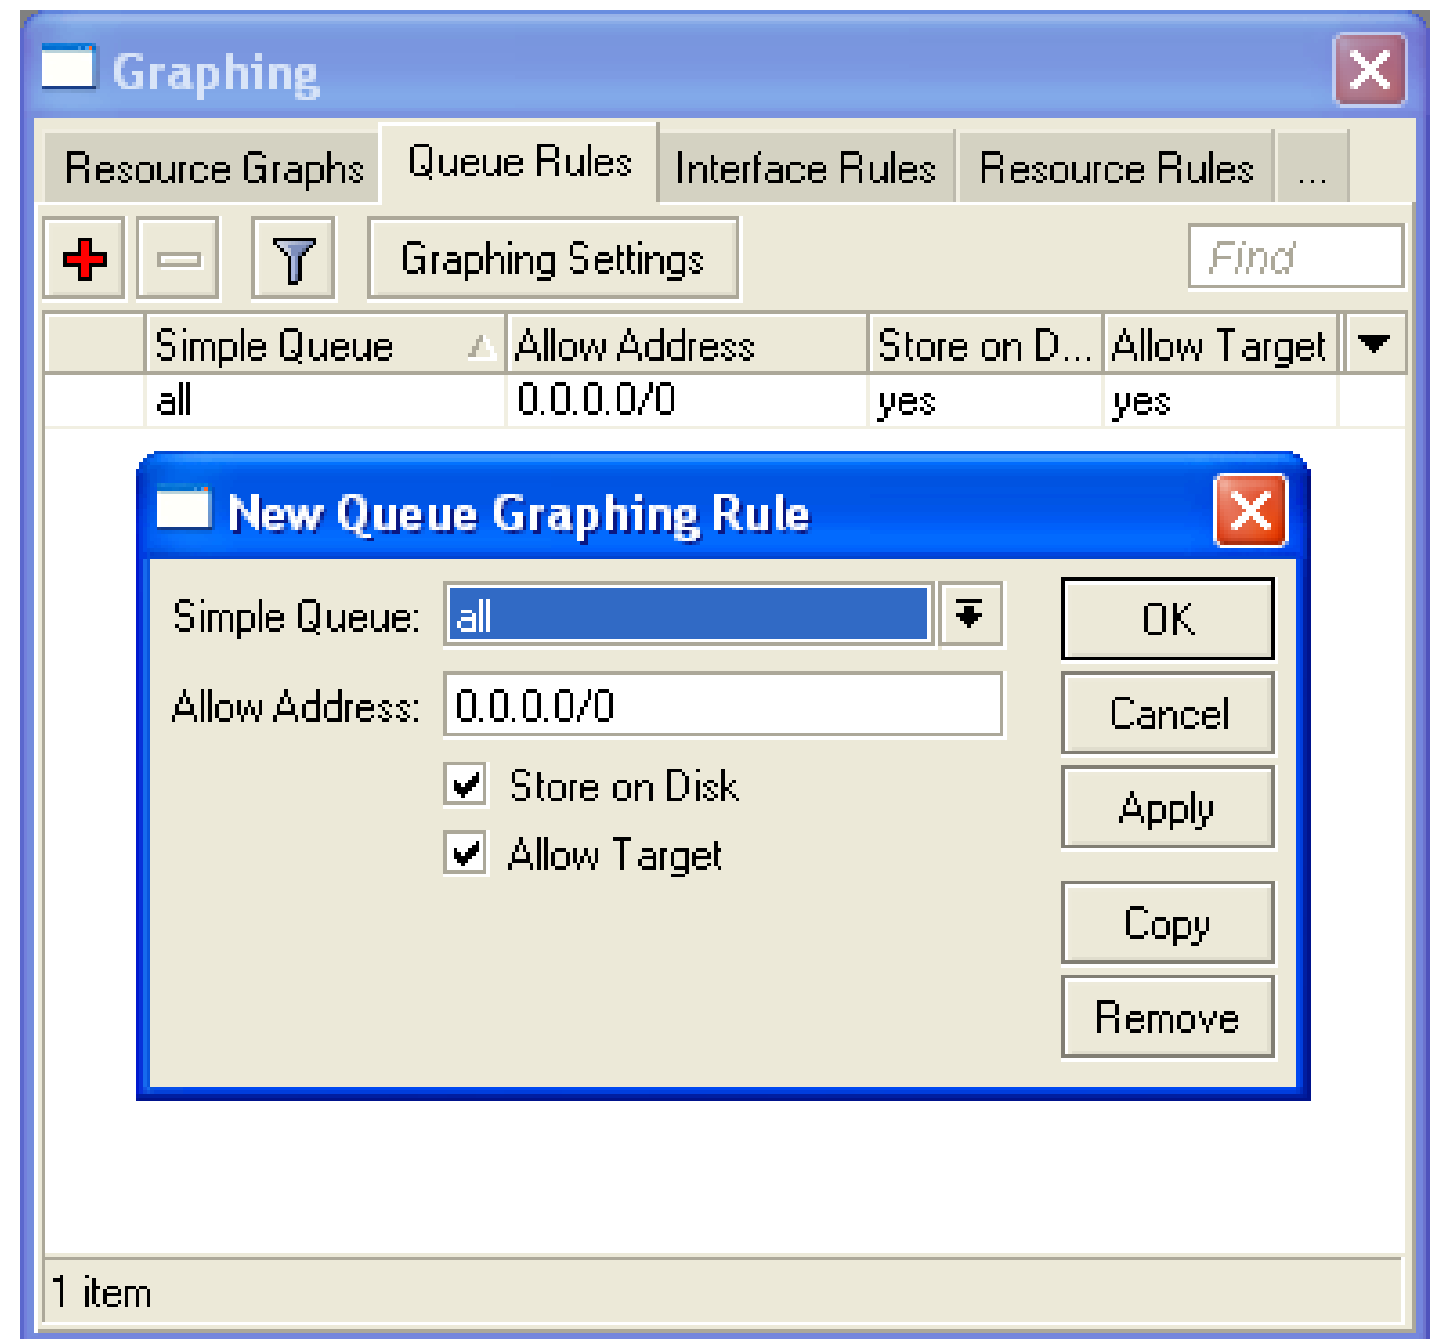 Graphing
Resource Graphs Queue Rules Interface Rules Resource Rules ...
Graphing Settings Find
Simple Queue Allow Address Store on D... Allow Target
all 0.0.0.0/0 yes yes
New Queue Graphing Rule
Simple Queue: all OK
Allow Address: 0.0.0.0/0 Cancel
Store on Disk
Apply
Allow Target
Copy
Remove
1 item